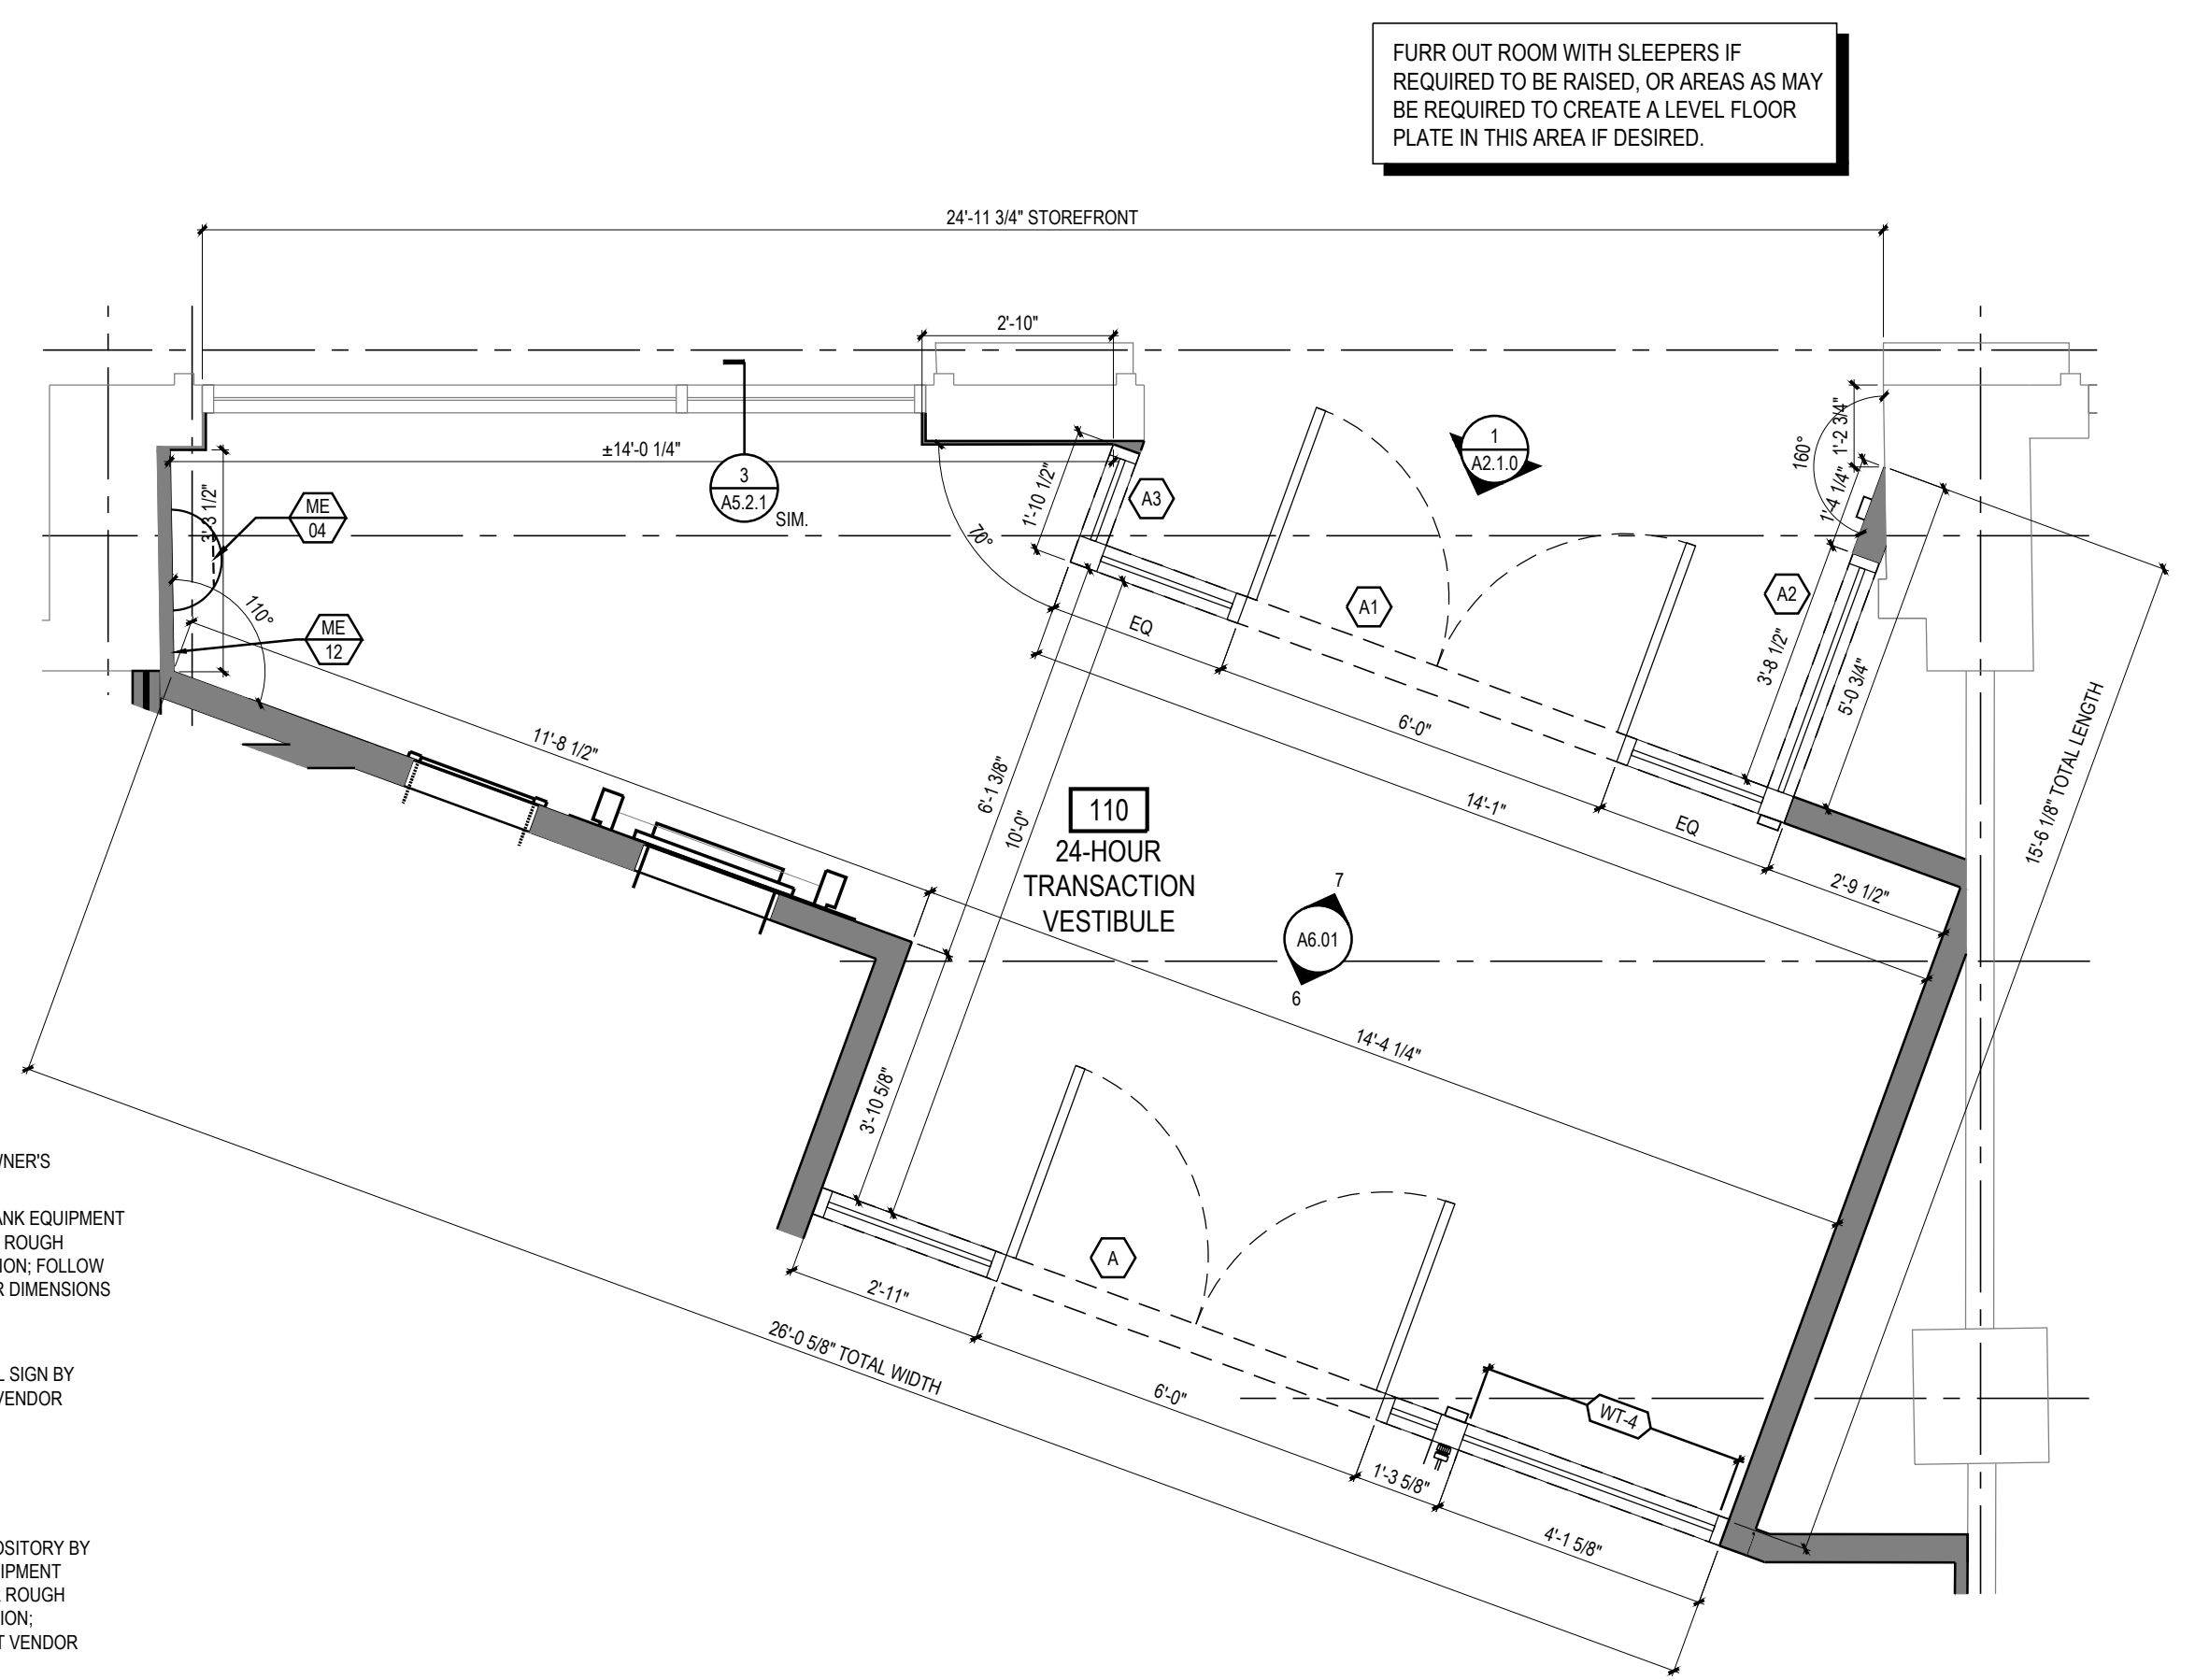 FURR OUT ROOM WITH SLEEPERS IF
REQUIRED TO BE RAISED, OR AREAS AS MAY
BE REQUIRED TO CREATE A LEVEL FLOOR
PLATE IN THIS AREA IF DESIRED.
24'-11 3/4" STOREFRONT
2'-10"
±14'-0 1/4"
3
A5.2.1
SIM.
1
A2.1.0
3'-3 1/2"
ME
04
ME
12
110°
70°
1'-10 1/2"
A3
A1
A2
160°
1'-2 3/4"
1'-4 1/4"
3'-8 1/2"
5'-0 3/4"
15'-6 1/8" TOTAL LENGTH
EQ
6'-0"
EQ
2'-9 1/2"
14'-1"
11'-8 1/2"
6'-1 3/8"
10'-0"
110
24-HOUR
TRANSACTION
VESTIBULE
7
A6.01
6
14'-4 1/4"
3'-10 5/8"
A
2'-11"
6'-0"
1'-3 5/8"
4'-1 5/8"
WT-4
26'-0 5/8" TOTAL WIDTH
WNER'S
ANK EQUIPMENT
ROUGH
ION; FOLLOW
R DIMENSIONS
L SIGN BY
VENDOR
OSITORY BY
IPMENT
ROUGH
ION;
T VENDOR